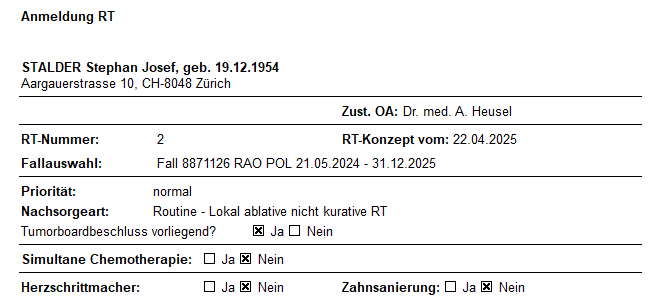 Anmeldung RT
STALDER Stephan Josef, geb. 19.12.1954
Aargauerstrasse 10, CH-8048 Zürich
Zust. OA: Dr. med. A. Heusel
RT-Nummer: 2 RT-Konzept vom: 22.04.2025
Fallauswahl: Fall 8871126 RAO POL 21.05.2024 - 31.12.2025
Priorität: normal
Nachsorgeart: Routine - Lokal ablative nicht kurative RT
Tumorboardbeschluss vorliegend? ☒ Ja ☐ Nein
Simultane Chemotherapie: ☐ Ja ☒ Nein
Herzschrittmacher: ☐ Ja ☒ Nein Zahnsanierung: ☐ Ja ☒ Nein